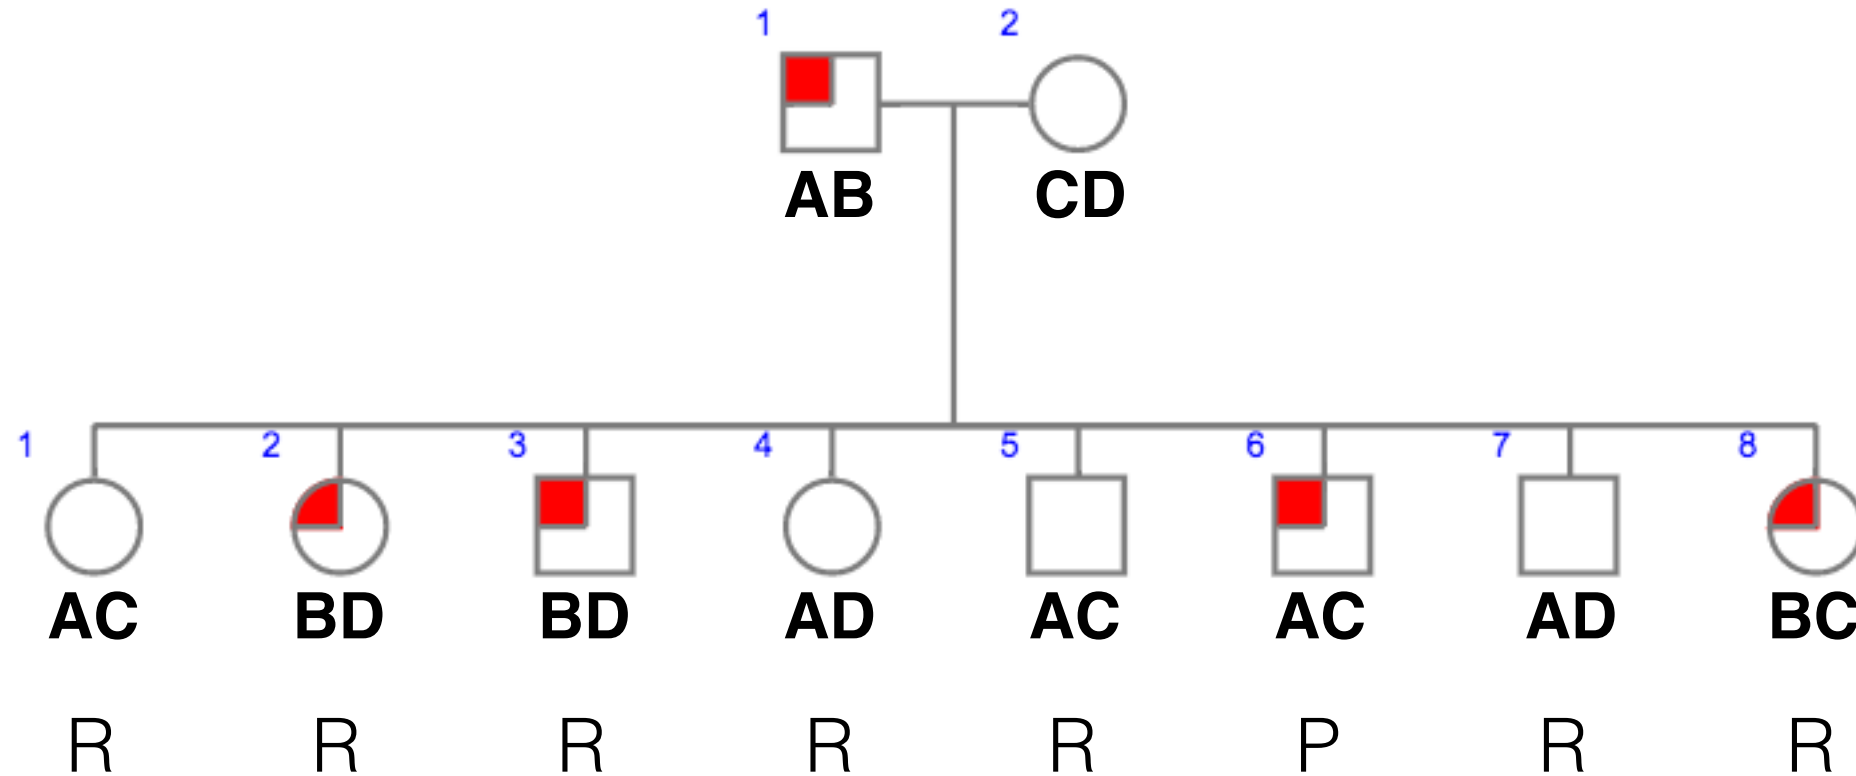 1 2
AB CD
1 2 3 4 5 6 7 8
AC BD BD AD AC AC AD BC
R R R R R P R R